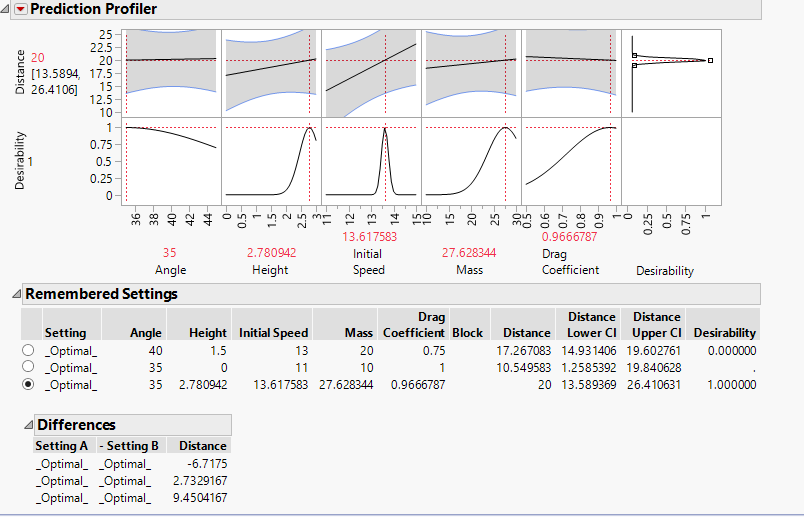 Prediction Profiler
Distance
20
[13.5894,
26.4106]
25
22.5
20
17.5
15
12.5
10
Desirability
1
1
0.75
0.5
0.25
0
36 38 40 42 44
0 0.5 1 1.5 2 2.5 3
11 12 13 14 15
10 15 20 25 30
0.5 0.6 0.7 0.8 0.9 1
0 0.25 0.5 0.75 1
35
Angle
2.780942
Height
13.617583
Initial
Speed
27.628344
Mass
0.9666787
Drag
Coefficient
Desirability
Remembered Settings
Setting Angle Height Initial Speed Mass Drag Coefficient Block Distance Distance Lower CI Distance Upper CI Desirability
_Optimal_ 40 1.5 13 20 0.75 17.267083 14.931406 19.602761 0.000000
_Optimal_ 35 0 11 10 1 10.549583 1.2585392 19.840628 .
_Optimal_ 35 2.780942 13.617583 27.628344 0.9666787 20 13.589369 26.410631 1.000000
Differences
Setting A - Setting B Distance
_Optimal_ _Optimal_ -6.7175
_Optimal_ _Optimal_ 2.7329167
_Optimal_ _Optimal_ 9.4504167